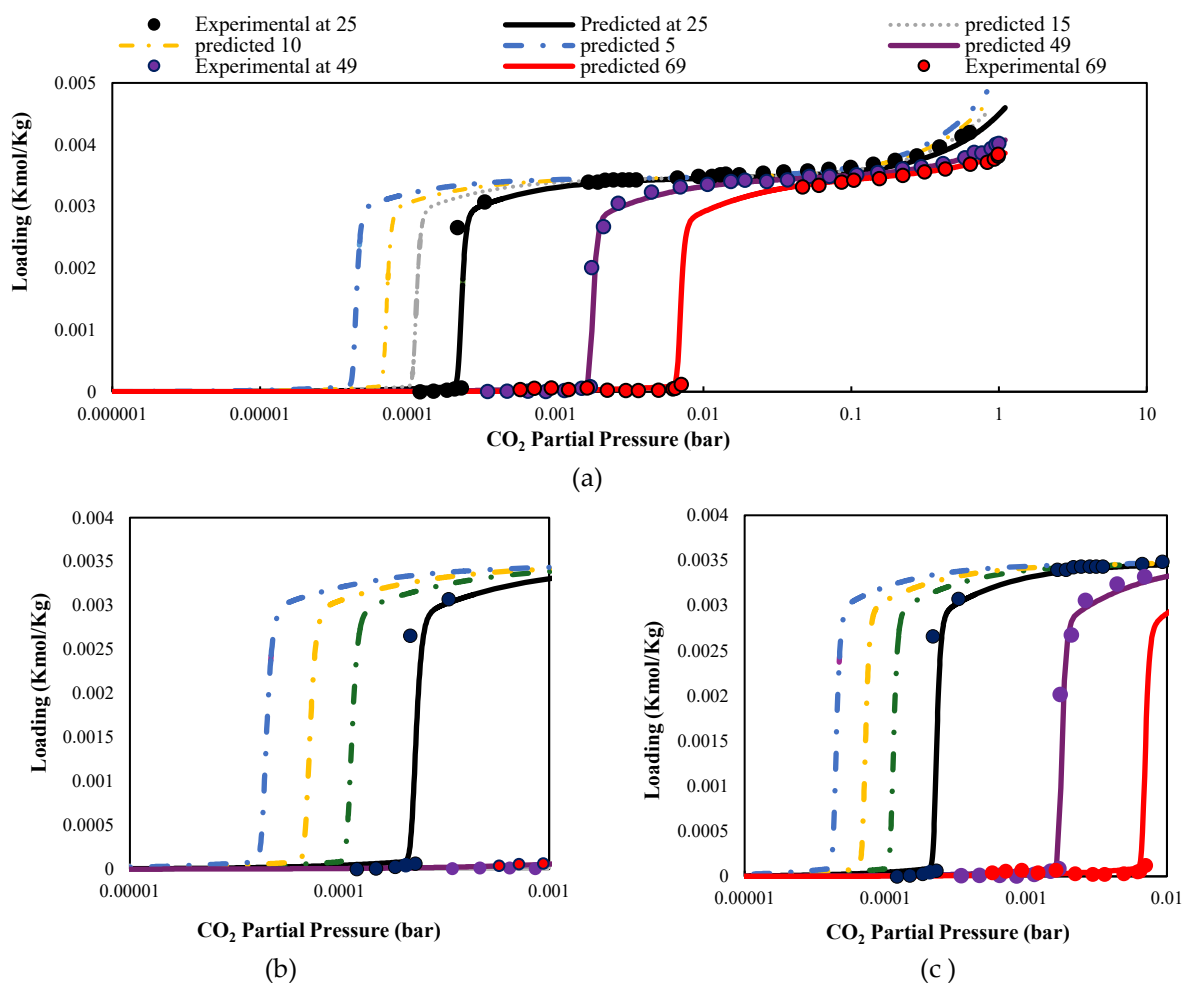 Experimental at 25 Predicted at 25 predicted 15
predicted 10 predicted 5 predicted 49
Experimental at 49 predicted 69 Experimental 69
0.005
0.004
0.003
0.002
0.001
0
Loading (Kmol/Kg)
0.000001 0.00001 0.0001 0.001 0.01 0.1 1 10
CO₂ Partial Pressure (bar)
(a)
0.004
0.0035
0.003
0.0025
0.002
0.0015
0.001
0.0005
0
Loading (Kmol/Kg)
0.00001 0.0001 0.001
CO₂ Partial Pressure (bar)
(b)
0.004
0.0035
0.003
0.0025
0.002
0.0015
0.001
0.0005
0
Loading (Kmol/Kg)
0.00001 0.0001 0.001 0.01
CO₂ Partial Pressure (bar)
(c )